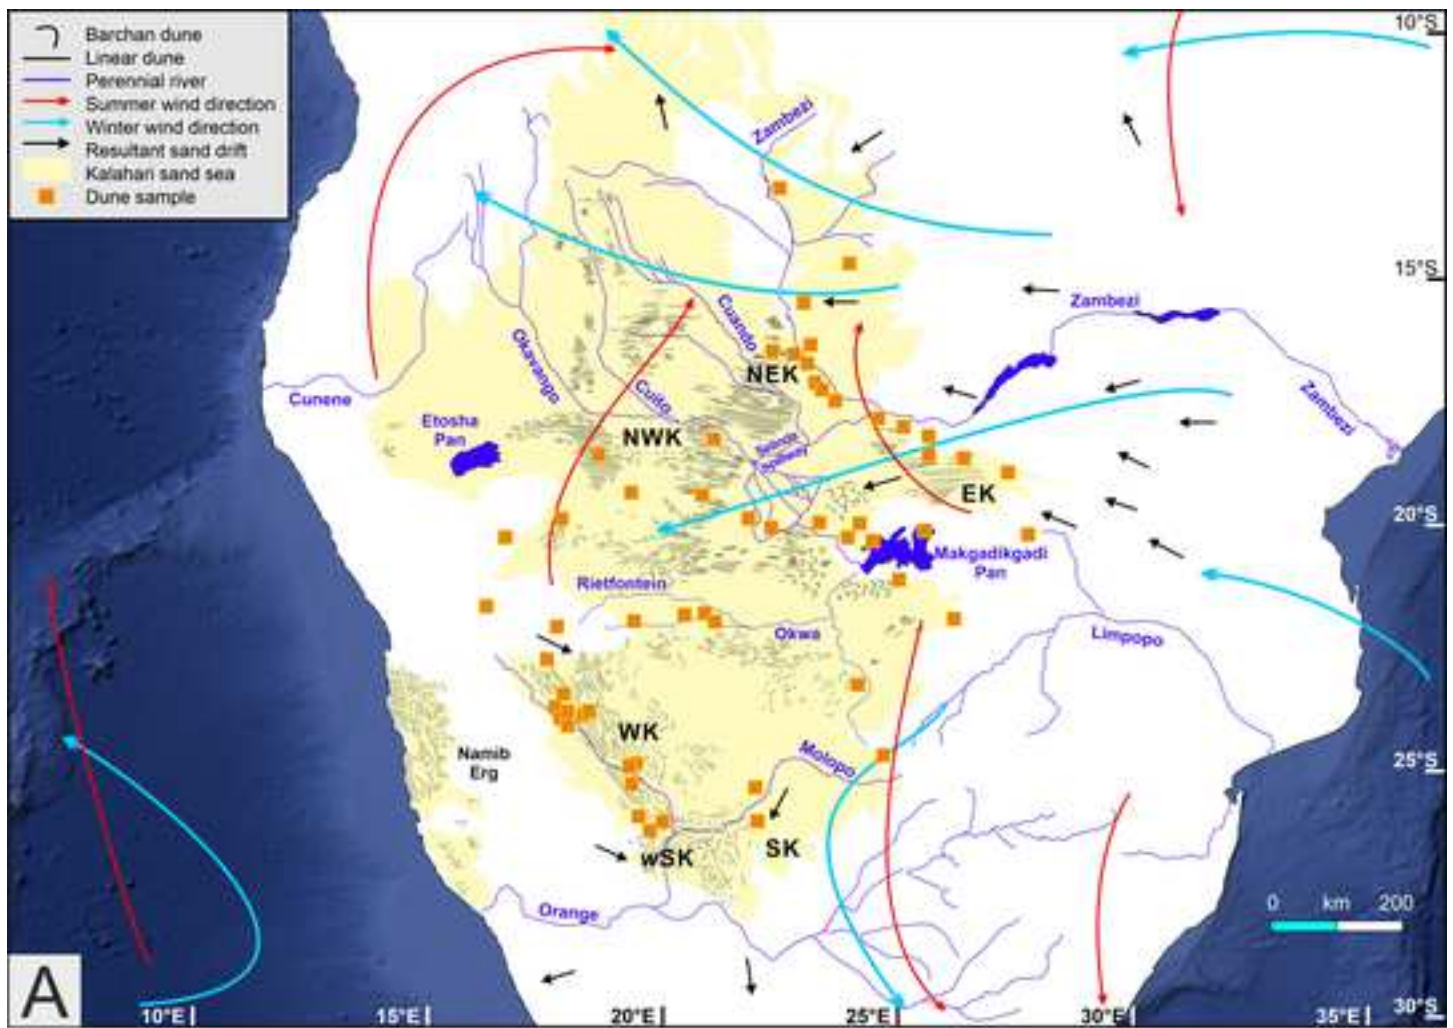 Barchan dune
Linear dune
Perennial river
Summer wind direction
Winter wind direction
Resultant sand drift
Kalahari sand sea
Dune sample
10°S
Zambezi
15°S
Zambezi
Cuando
Okavango
NEK
Cunene
Cuito
Zambezi
Etosha
Pan
NWK
Selinda
Spillway
EK
20°S
Makgadikgadi
Pan
Rietfontein
Okwa
Limpopo
WK
Namib
Erg
Molopo
25°S
wSK
SK
Orange
0 km 200
A
10°E
15°E
20°E
25°E
30°E
35°E
30°S